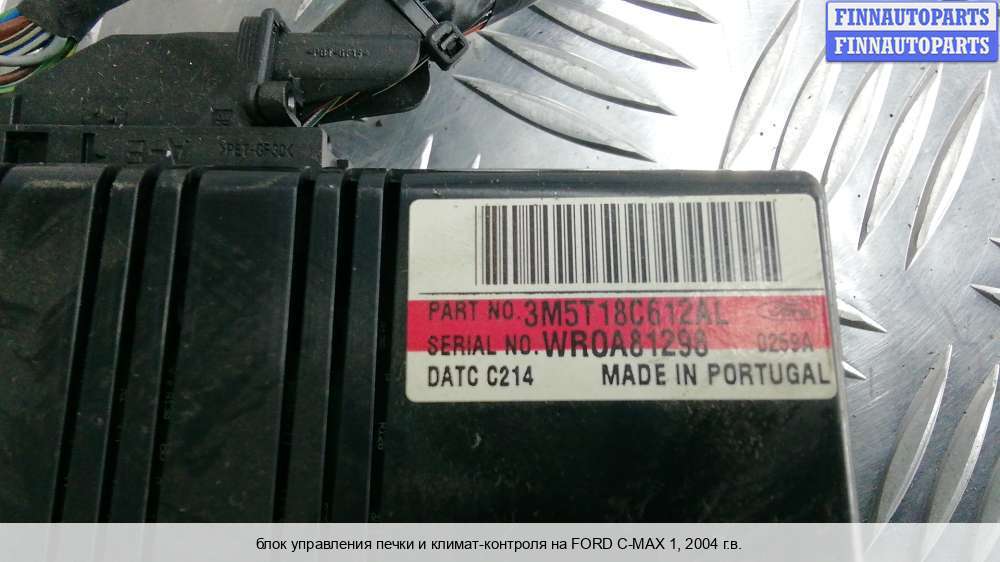 FINNAUTOPARTS
FINNAUTOPARTS
PART NO. 3M5T18C612AL
SERIAL NO. WR0A81298 0259A
DATC C214 MADE IN PORTUGAL
блок управления печки и климат-контроля на FORD C-MAX 1, 2004 г.в.